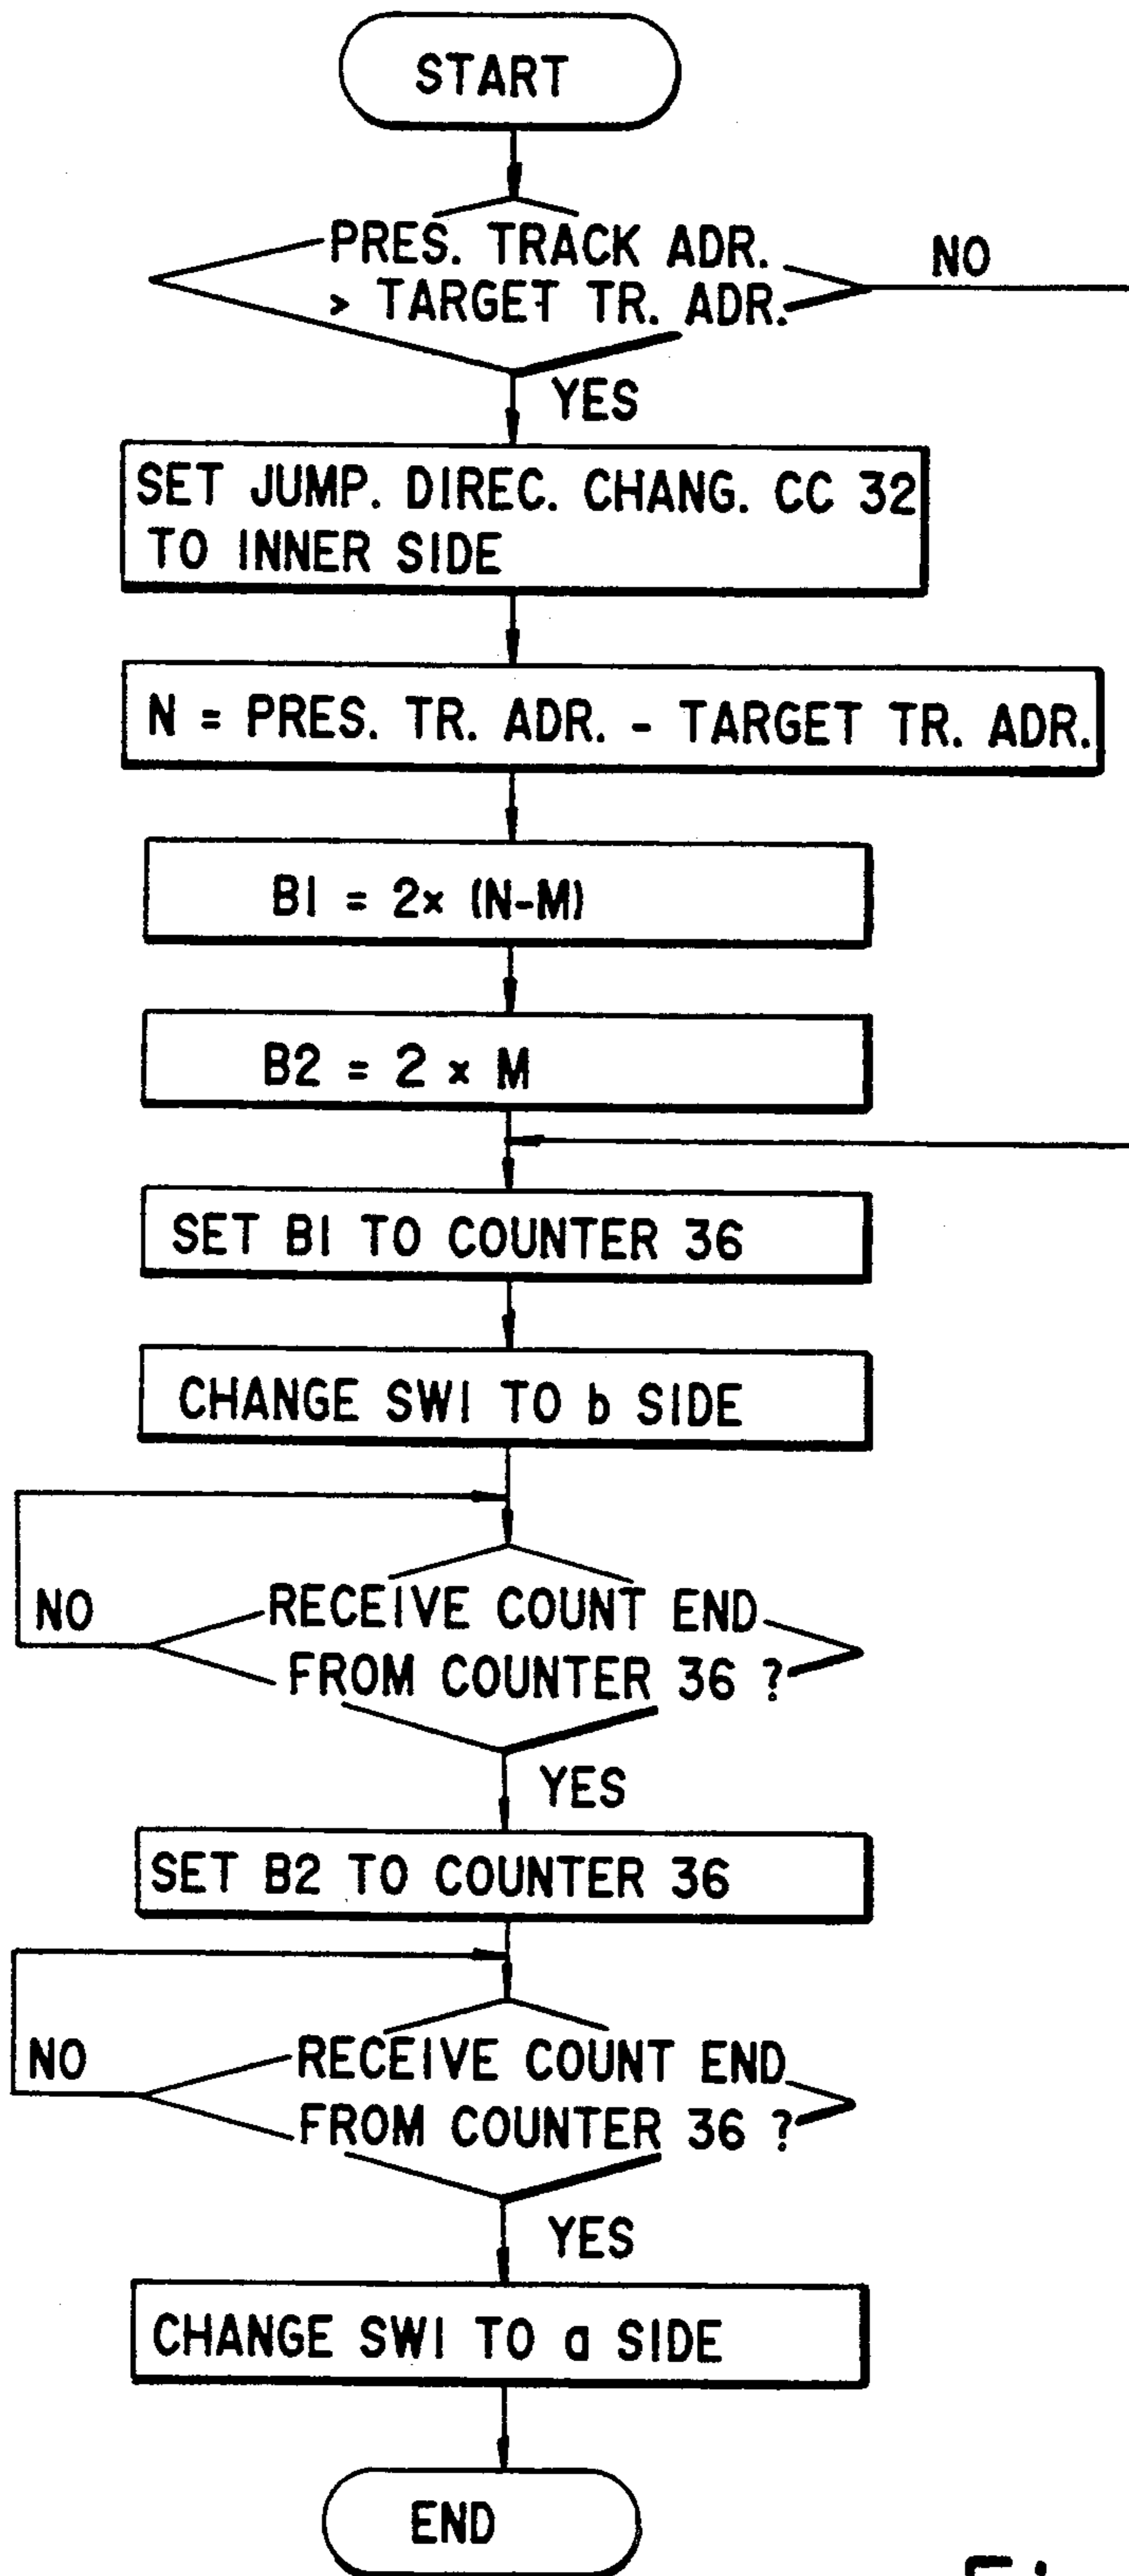 START
PRES. TRACK ADR.
> TARGET TR. ADR.
NO
YES
SET JUMP. DIREC. CHANG. CC 32
TO INNER SIDE
N = PRES. TR. ADR. - TARGET TR. ADR.
B1 = 2× (N-M)
B2 = 2 × M
SET B1 TO COUNTER 36
CHANGE SW1 TO b SIDE
RECEIVE COUNT END
FROM COUNTER 36 ?
NO
YES
SET B2 TO COUNTER 36
RECEIVE COUNT END
FROM COUNTER 36 ?
NO
YES
CHANGE SW1 TO a SIDE
END